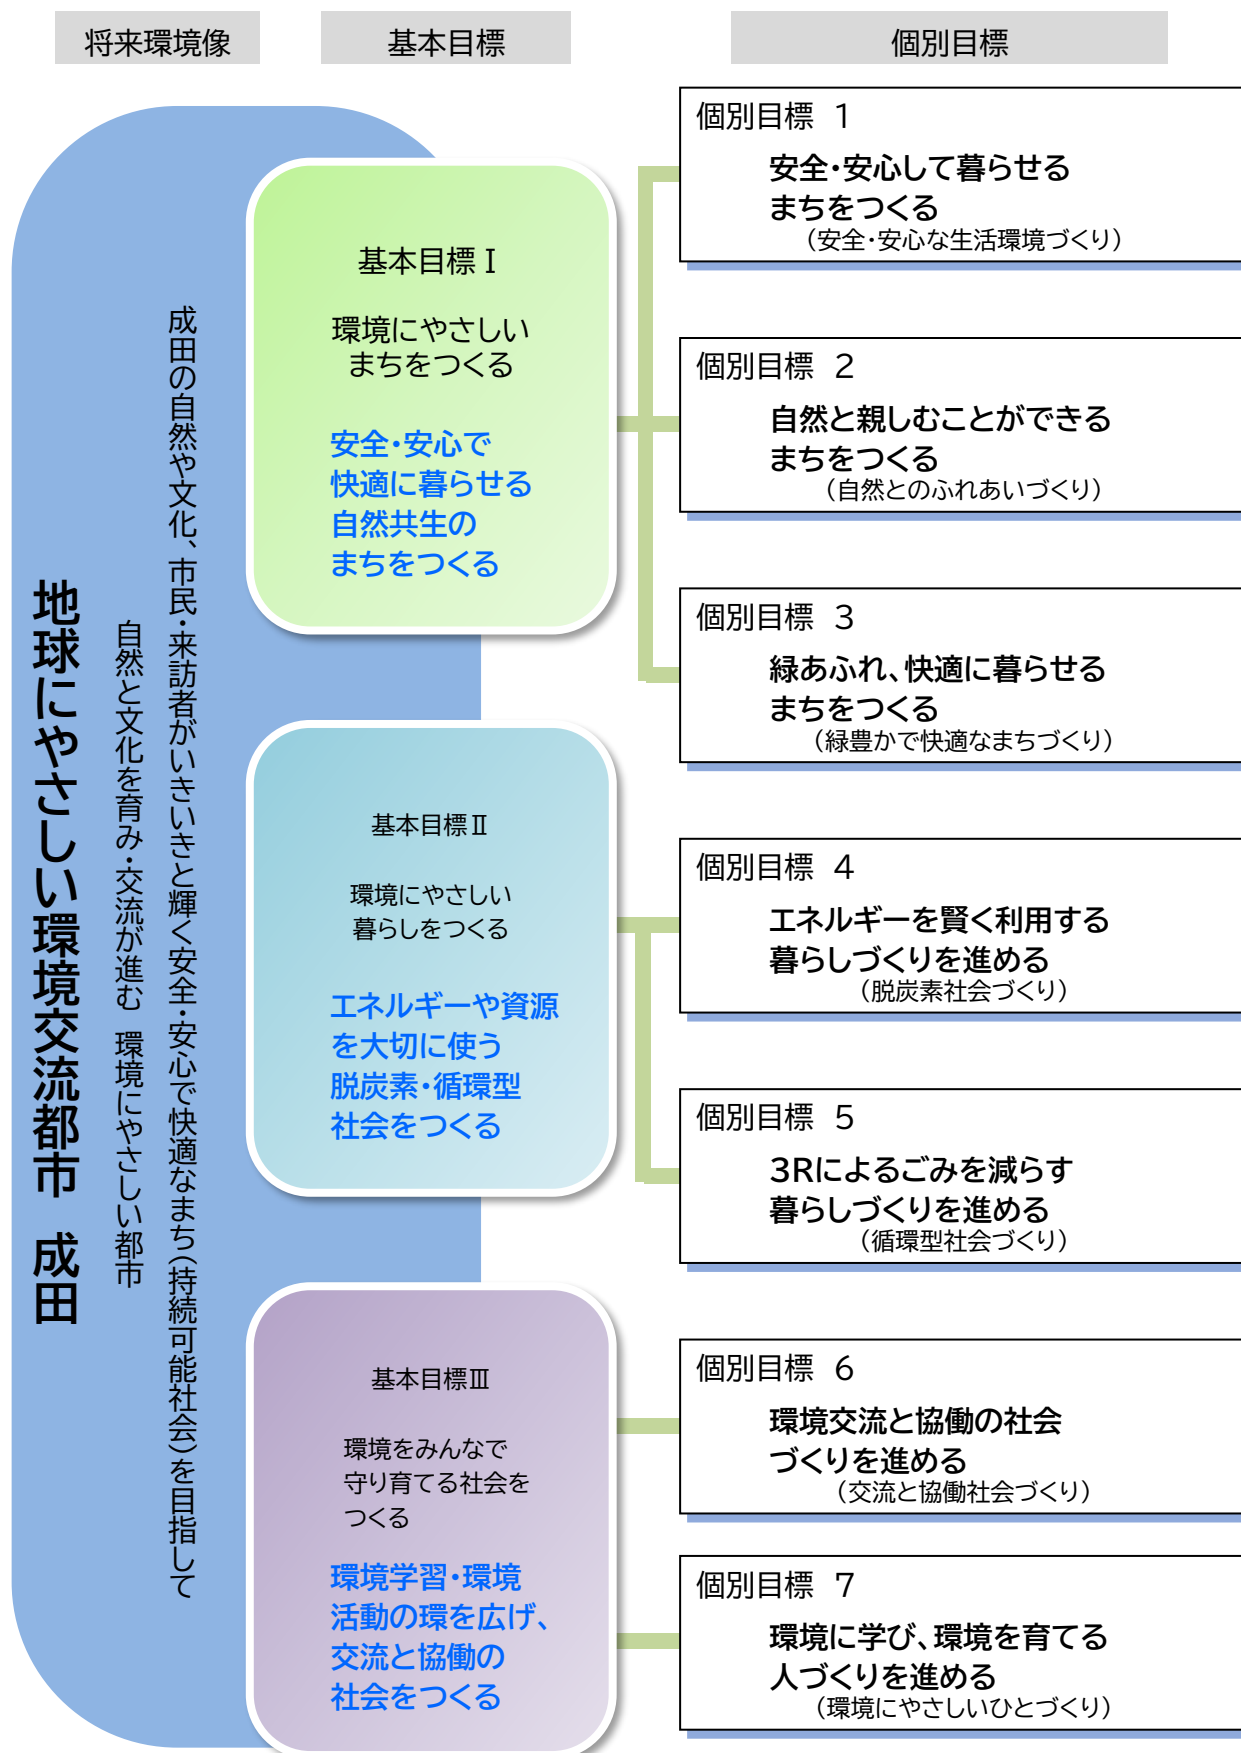 将来環境像
基本目標
個別目標
地球にやさしい環境交流都市　成田
自然と文化を育み・交流が進む　環境にやさしい都市
成田の自然や文化、市民・来訪者がいきいきと輝く安全・安心で快適なまち（持続可能社会）を目指して
基本目標Ⅰ
環境にやさしい
まちをつくる
安全・安心で
快適に暮らせる
自然共生の
まちをつくる
個別目標 1
安全・安心して暮らせる
まちをつくる
（安全・安心な生活環境づくり）
個別目標 2
自然と親しむことができる
まちをつくる
（自然とのふれあいづくり）
個別目標 3
緑あふれ、快適に暮らせる
まちをつくる
（緑豊かで快適なまちづくり）
基本目標Ⅱ
環境にやさしい
暮らしをつくる
エネルギーや資源
を大切に使う
脱炭素・循環型
社会をつくる
個別目標 4
エネルギーを賢く利用する
暮らしづくりを進める
（脱炭素社会づくり）
個別目標 5
3Rによるごみを減らす
暮らしづくりを進める
（循環型社会づくり）
基本目標Ⅲ
環境をみんなで
守り育てる社会を
つくる
環境学習・環境
活動の環を広げ、
交流と協働の
社会をつくる
個別目標 6
環境交流と協働の社会
づくりを進める
（交流と協働社会づくり）
個別目標 7
環境に学び、環境を育てる
人づくりを進める
（環境にやさしいひとづくり）